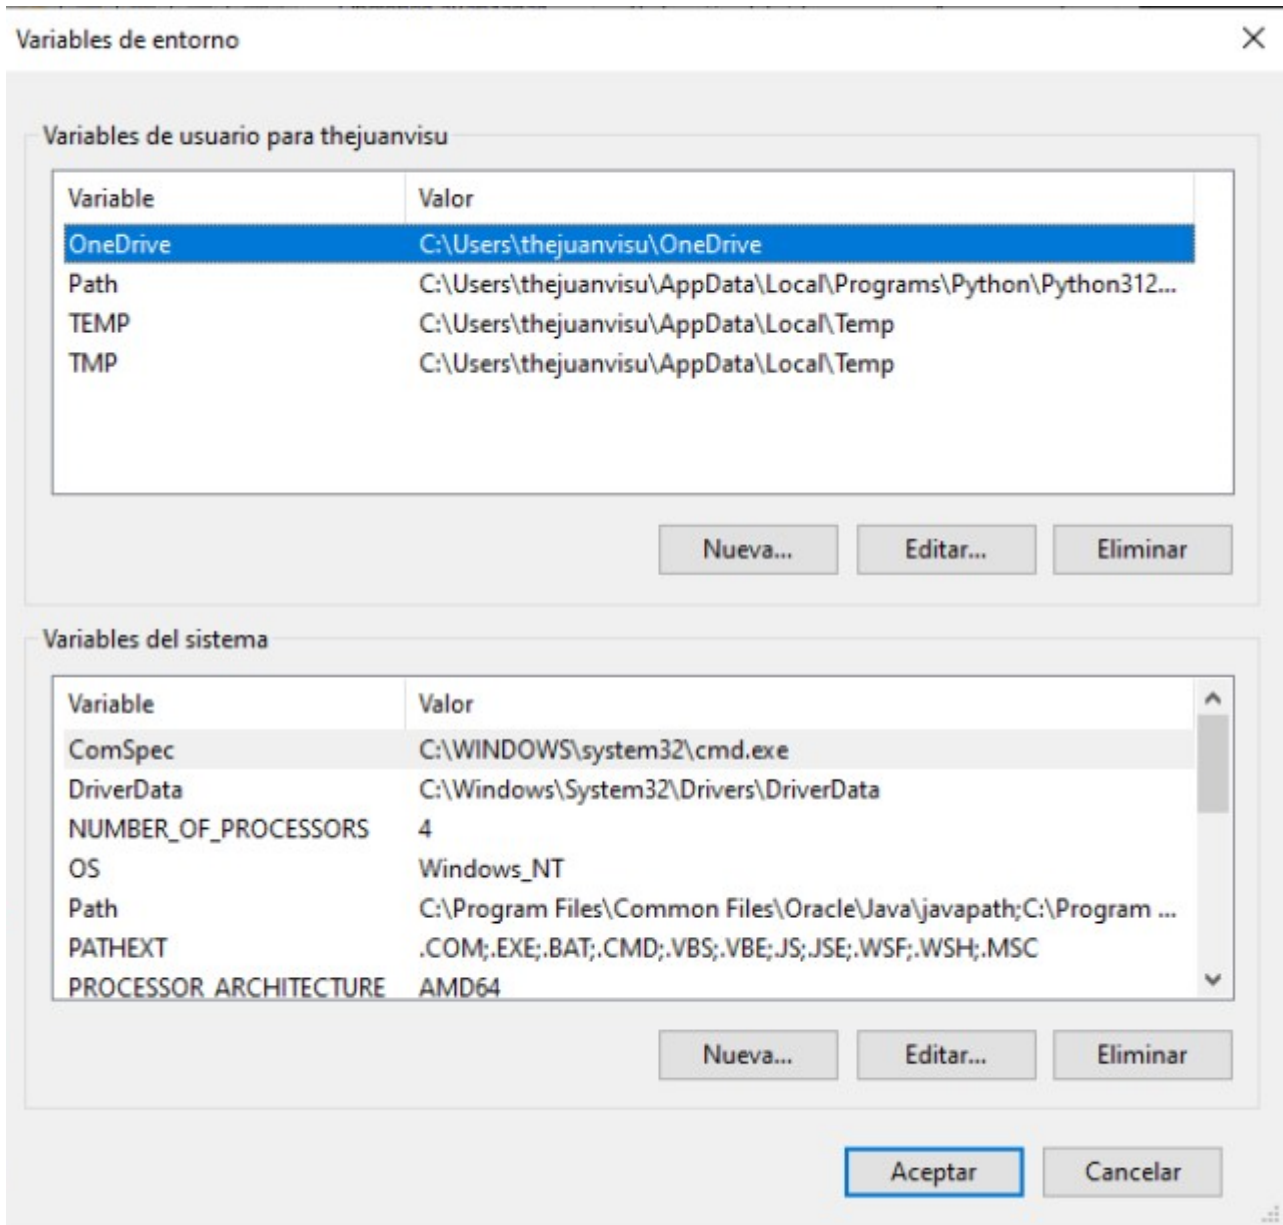 Variables de entorno
Variables de usuario para thejuanvisu
Variable Valor
OneDrive C:\Users\thejuanvisu\OneDrive
Path C:\Users\thejuanvisu\AppData\Local\Programs\Python\Python312...
TEMP C:\Users\thejuanvisu\AppData\Local\Temp
TMP C:\Users\thejuanvisu\AppData\Local\Temp
Nueva... Editar... Eliminar
Variables del sistema
Variable Valor
ComSpec C:\WINDOWS\system32\cmd.exe
DriverData C:\Windows\System32\Drivers\DriverData
NUMBER_OF_PROCESSORS 4
OS Windows_NT
Path C:\Program Files\Common Files\Oracle\Java\javapath;C:\Program ...
PATHEXT .COM;.EXE;.BAT;.CMD;.VBS;.VBE;.JS;.JSE;.WSF;.WSH;.MSC
PROCESSOR_ARCHITECTURE AMD64
Nueva... Editar... Eliminar
Aceptar Cancelar